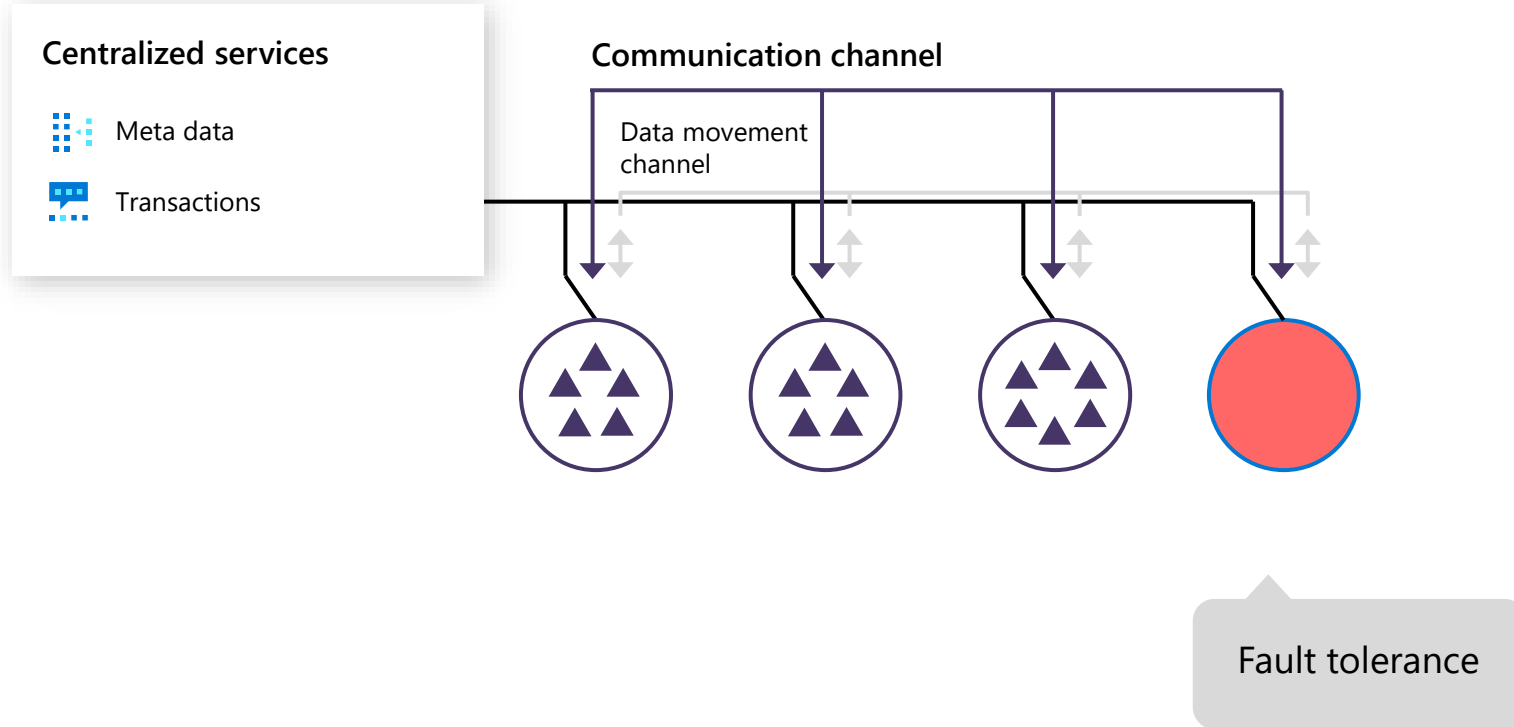 Centralized services
Meta data
Transactions
Communication channel
Data movement
channel
Fault tolerance